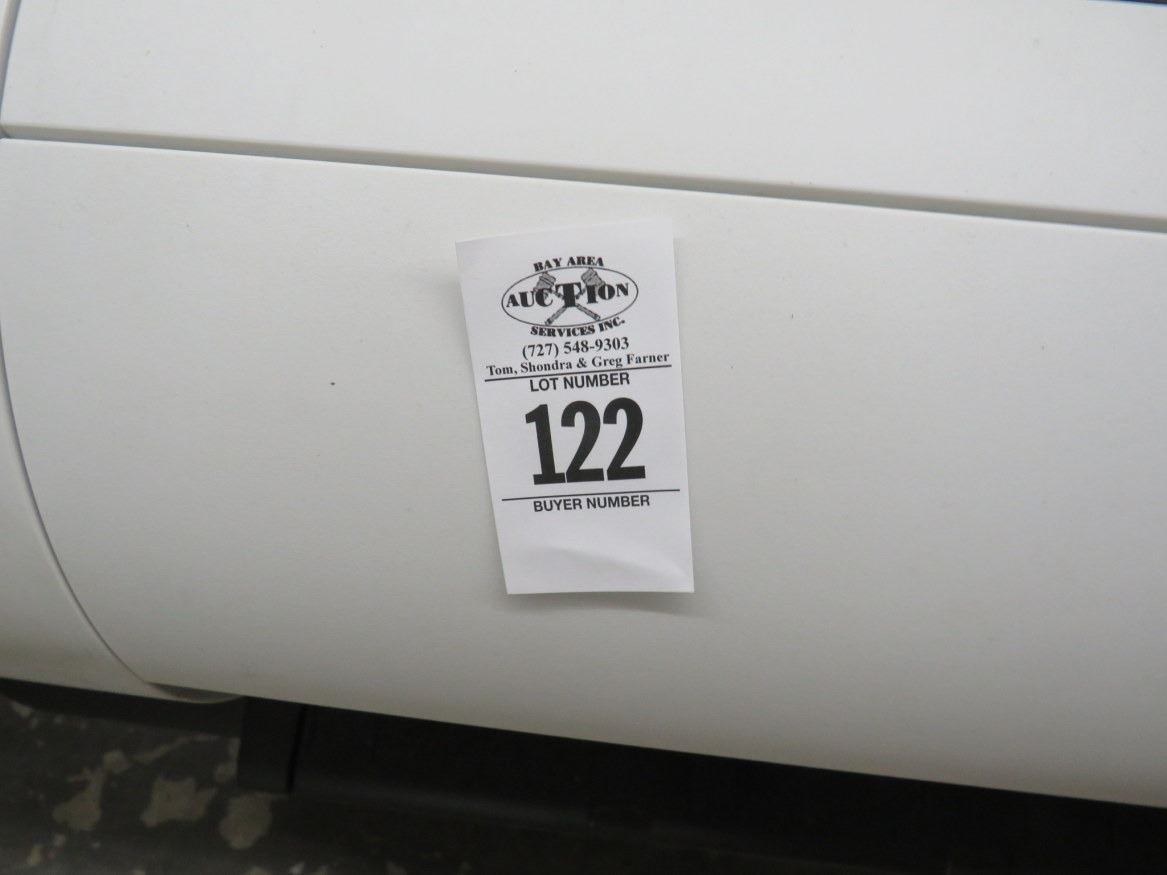 BAY AREA
AUCTION
SERVICES INC.
(727) 548-9303
Tom, Shondra & Greg Farner
LOT NUMBER
122
BUYER NUMBER